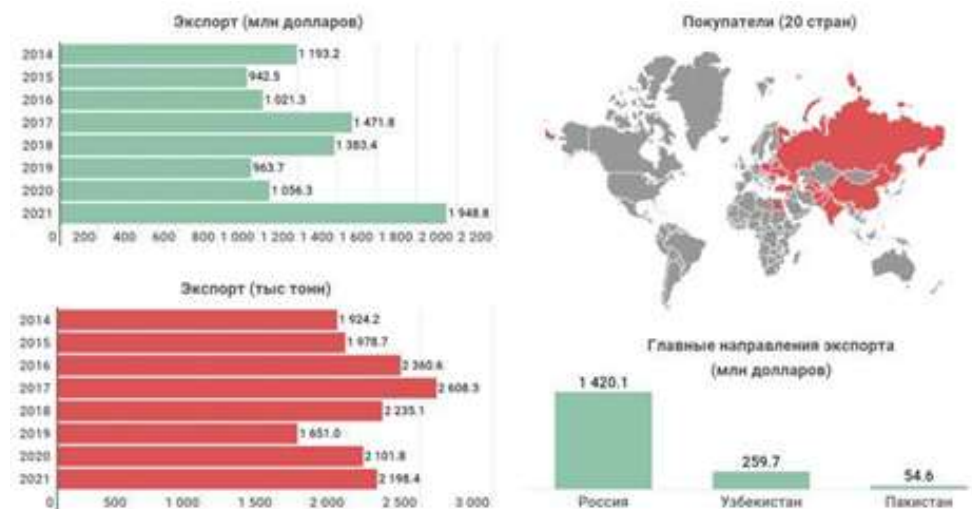 Экспорт (млн долларов)
2014 1 193.2
2015 942.5
2016 1 021.3
2017 1 471.8
2018 1 383.4
2019 963.7
2020 1 056.3
2021 1 948.8
0 200 400 600 800 1 000 1 200 1 400 1 600 1 800 2 000 2 200
Экспорт (тыс тонн)
2014 1 924.2
2015 1 978.7
2016 2 360.6
2017 2 608.3
2018 2 235.1
2019 1 651.0
2020 2 101.8
2021 2 198.4
0 500 1 000 1 500 2 000 2 500 3 000
Покупатели (20 стран)
Главные направления экспорта
(млн долларов)
1 420.1 259.7 54.6
Россия Узбекистан Пакистан